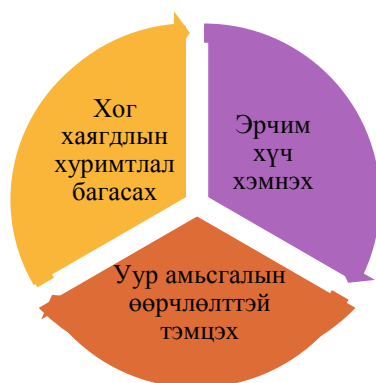 Хог
хаягдлын
хуримтлал
багасах
Эрчим
хүч
хэмнэх
Уур амьсгалын
өөрчлөлттэй
тэмцэх